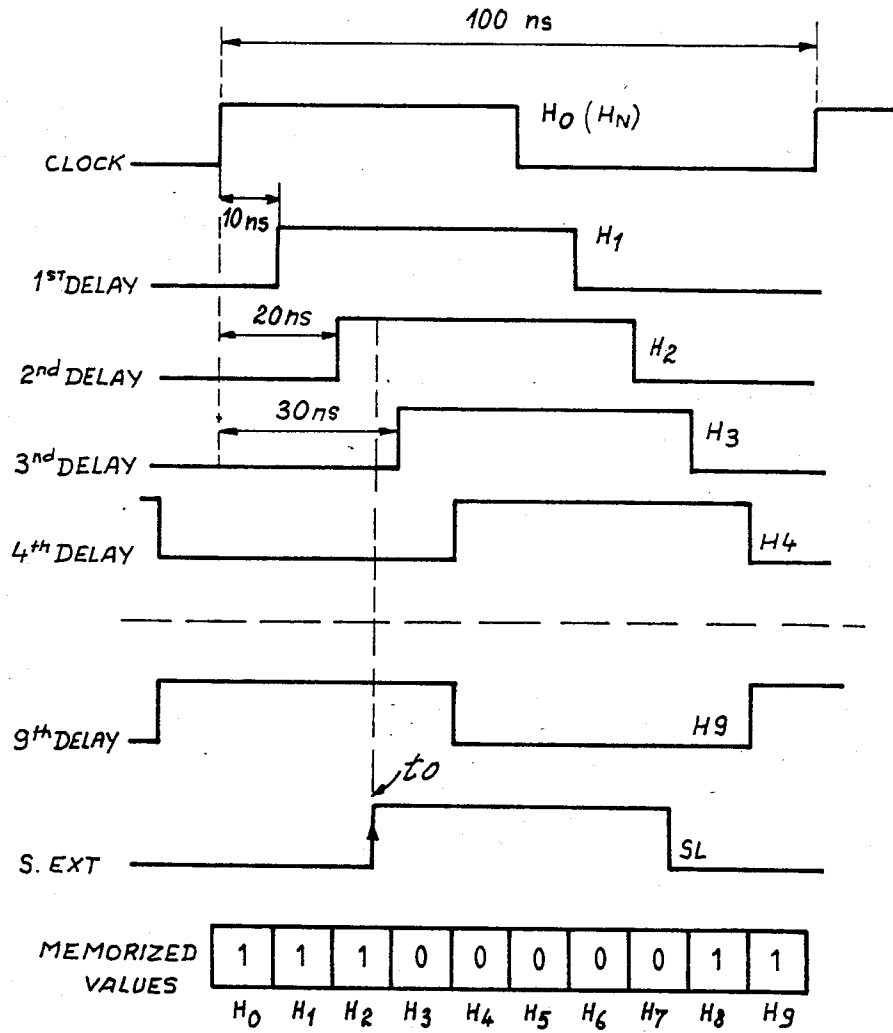 100 ns
H0 (HN)
CLOCK
10ns
H1
1ST DELAY
20ns
H2
2nd DELAY
30ns
H3
3nd DELAY
H4
4th DELAY
H9
9th DELAY
to
SL
S. EXT
MEMORIZED VALUES
1 1 1 0 0 0 0 0 1 1
H0 H1 H2 H3 H4 H5 H6 H7 H8 H9